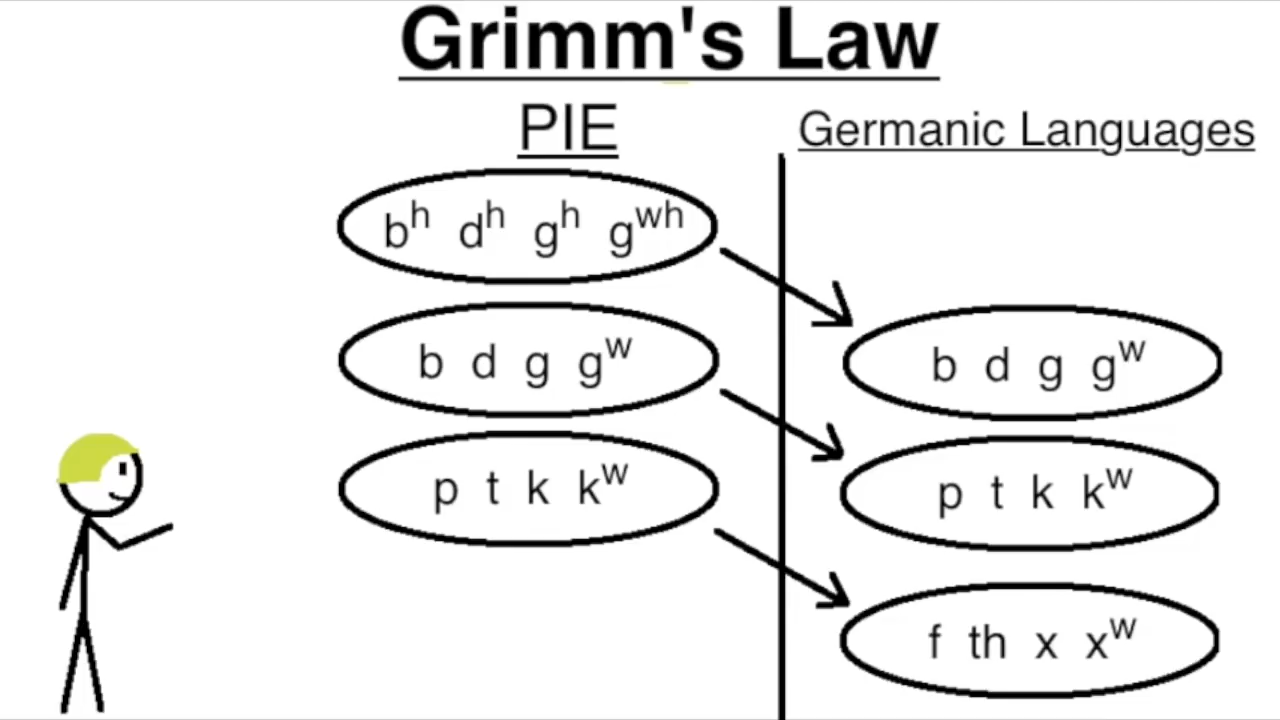 Grimm's Law
PIE
Germanic Languages
bʰ dʰ gʰ gʷʰ
b d g gʷ
p t k kʷ
b d g gʷ
p t k kʷ
f th x xʷ